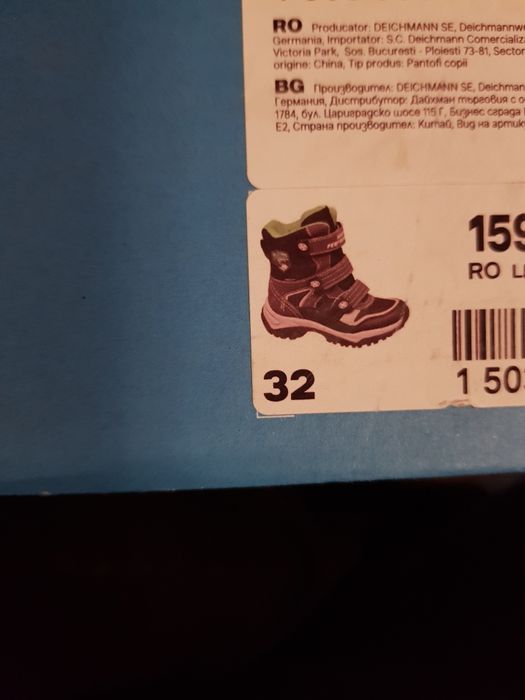 RO Producator: DEICHMANN SE, Deichmannwe
Germania, Importator: S.C. Deichmann Comercializ
Victoria Park, Sos. Bucuresti - Ploiesti 73-81, Sector
origine: China, Tip produs: Pantofi copii
BG Производител: DEICHMANN SE, Deichman
Германия, Дистрибутор: Дайхман търговия с о
1784, бул. Цариградско шосе 115 Г, Бизнес сграда
Е2, Страна производител: Китай, Вид на артик
159
RO L
32
1 503